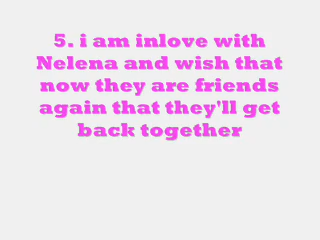 5. i am inlove with
Nelena and wish that
now they are friends
again that they'll get
back together